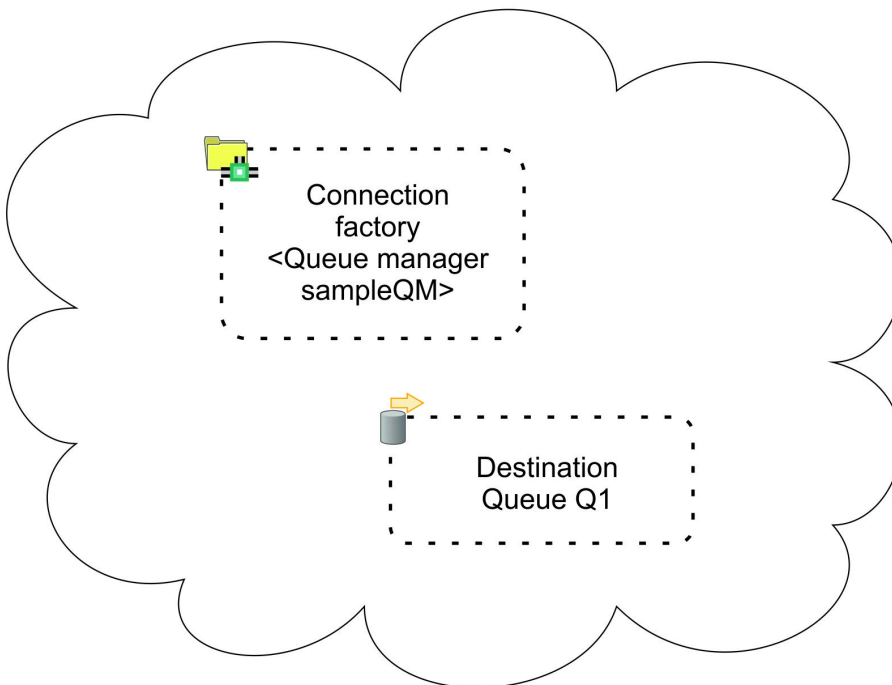 Connection
factory
<Queue manager
sampleQM>
Destination
Queue Q1